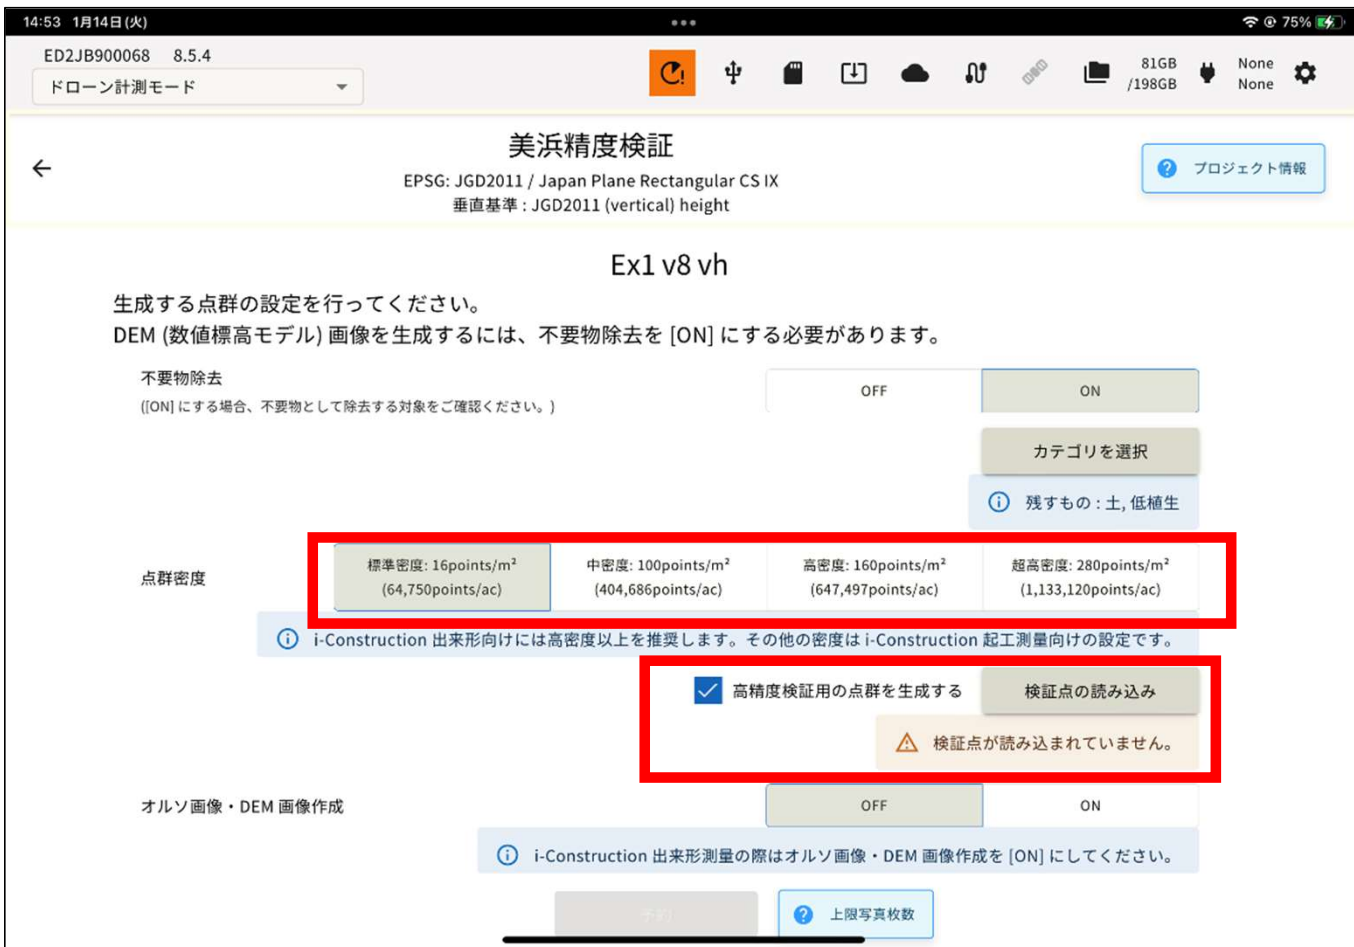 14:53 1月14日(火)
75%
ED2JB900068 8.5.4
ドローン計測モード
81GB
/198GB
None
None
美浜精度検証
EPSG: JGD2011 / Japan Plane Rectangular CS IX
垂直基準 : JGD2011 (vertical) height
プロジェクト情報
Ex1 v8 vh
生成する点群の設定を行ってください。
DEM (数値標高モデル) 画像を生成するには、不要物除去を [ON] にする必要があります。
不要物除去
([ON] にする場合、不要物として除去する対象をご確認ください。)
OFF
ON
カテゴリを選択
残すもの : 土, 低植生
点群密度
標準密度: 16points/m²
(64,750points/ac)
中密度: 100points/m²
(404,686points/ac)
高密度: 160points/m²
(647,497points/ac)
超高密度: 280points/m²
(1,133,120points/ac)
i-Construction 出来形向けには高密度以上を推奨します。その他の密度は i-Construction 起工測量向けの設定です。
高精度検証用の点群を生成する
検証点の読み込み
検証点が読み込まれていません。
オルソ画像・DEM 画像作成
OFF
ON
i-Construction 出来形測量の際はオルソ画像・DEM 画像作成を [ON] にしてください。
予約
上限写真枚数